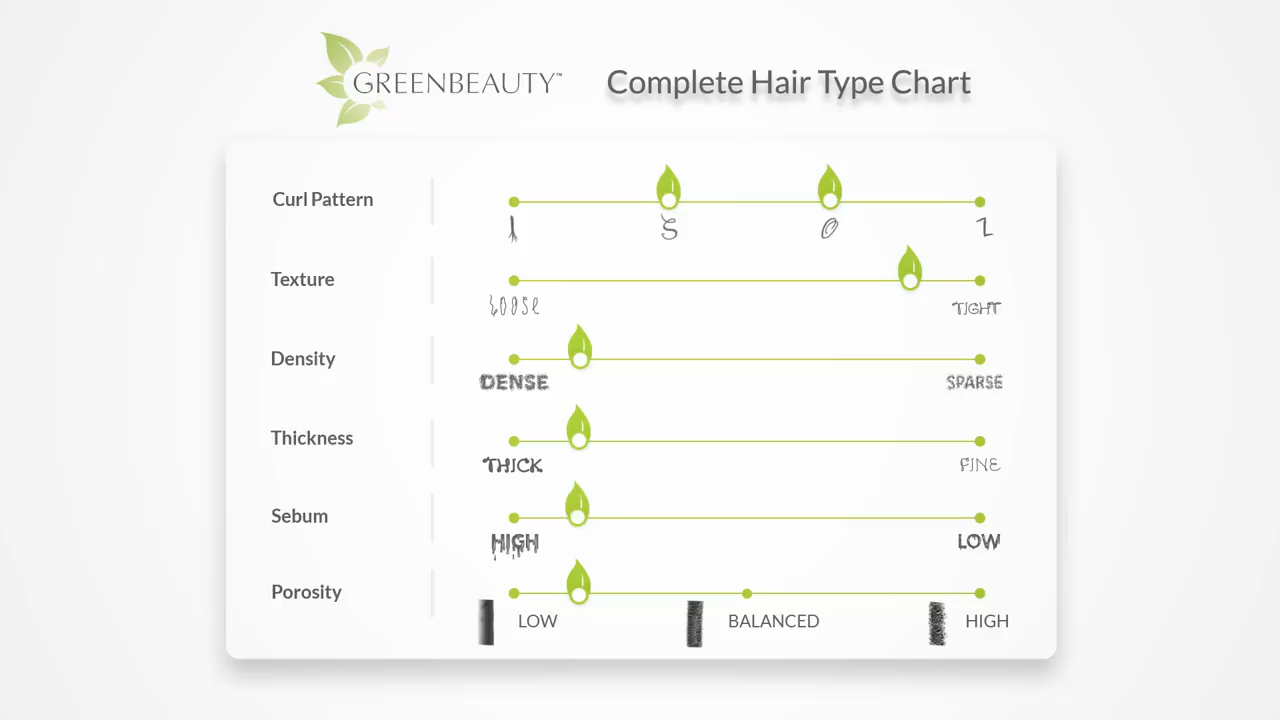 GREENBEAUTY™ Complete Hair Type Chart
Curl Pattern
I S O Z
Texture
LOOSE TIGHT
Density
DENSE SPARSE
Thickness
THICK FINE
Sebum
HIGH LOW
Porosity
LOW BALANCED HIGH